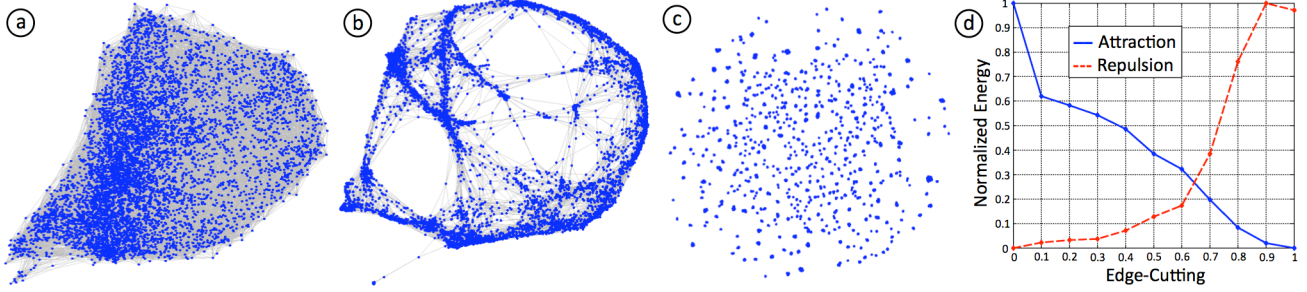 a
b
c
d
1
0.9
0.8
0.7
0.6
0.5
0.4
0.3
0.2
0.1
0
Normalized Energy
Attraction
Repulsion
0 0.1 0.2 0.3 0.4 0.5 0.6 0.7 0.8 0.9 1
Edge-Cutting